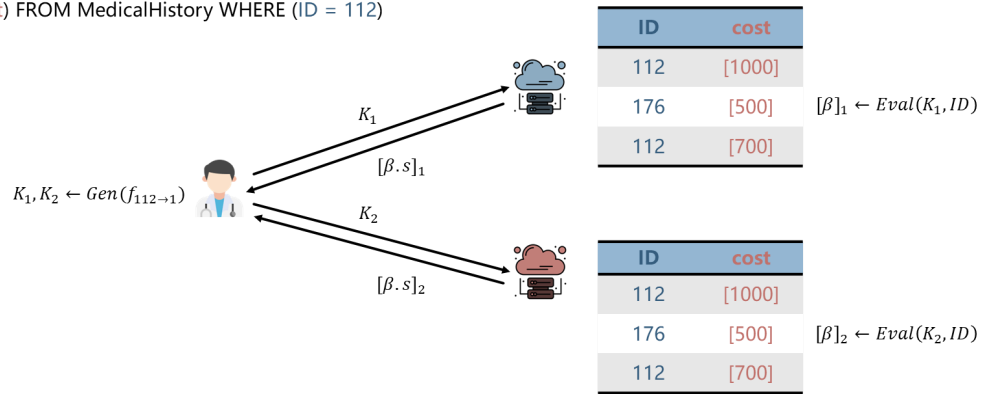 ) FROM MedicalHistory WHERE (ID = 112)
ID cost
112 [1000]
176 [500]
112 [700]
[β]₁ ← Eval(K₁, ID)
K₁
[β.s]₁
K₁, K₂ ← Gen(f₁₁₂→₁)
K₂
[β.s]₂
ID cost
112 [1000]
176 [500]
112 [700]
[β]₂ ← Eval(K₂, ID)